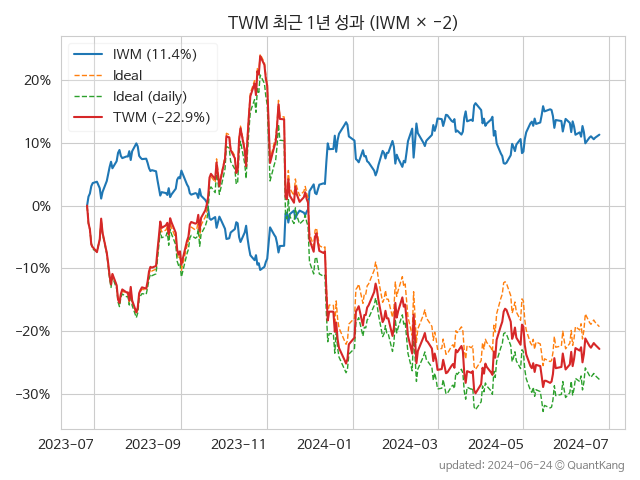 TWM 최근 1년 성과 (IWM × −2)
IWM (11.4%)
Ideal
Ideal (daily)
TWM (−22.9%)
20%
10%
0%
−10%
−20%
−30%
2023-07 2023-09 2023-11 2024-01 2024-03 2024-05 2024-07
updated: 2024-06-24 © QuantKang